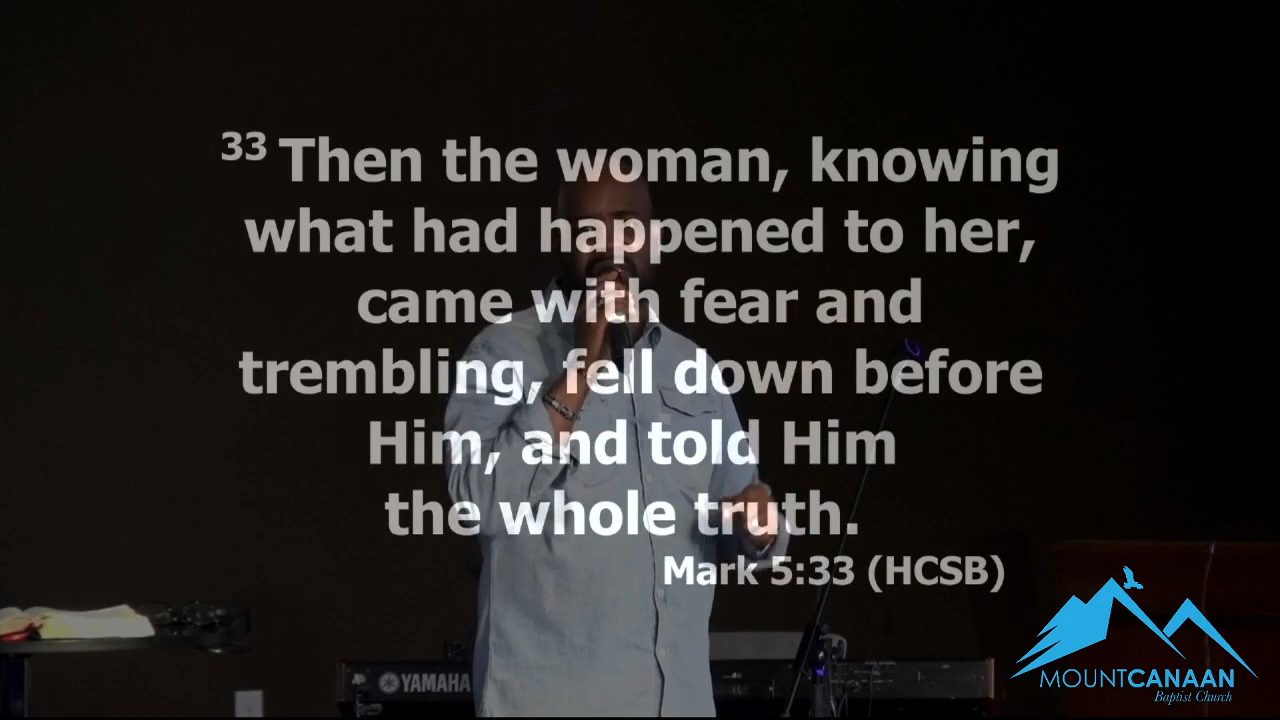 33 Then the woman, knowing
what had happened to her,
came with fear and
trembling, fell down before
Him, and told Him
the whole truth.
Mark 5:33 (HCSB)
YAMAHA
MOUNTCANAAN
Baptist Church